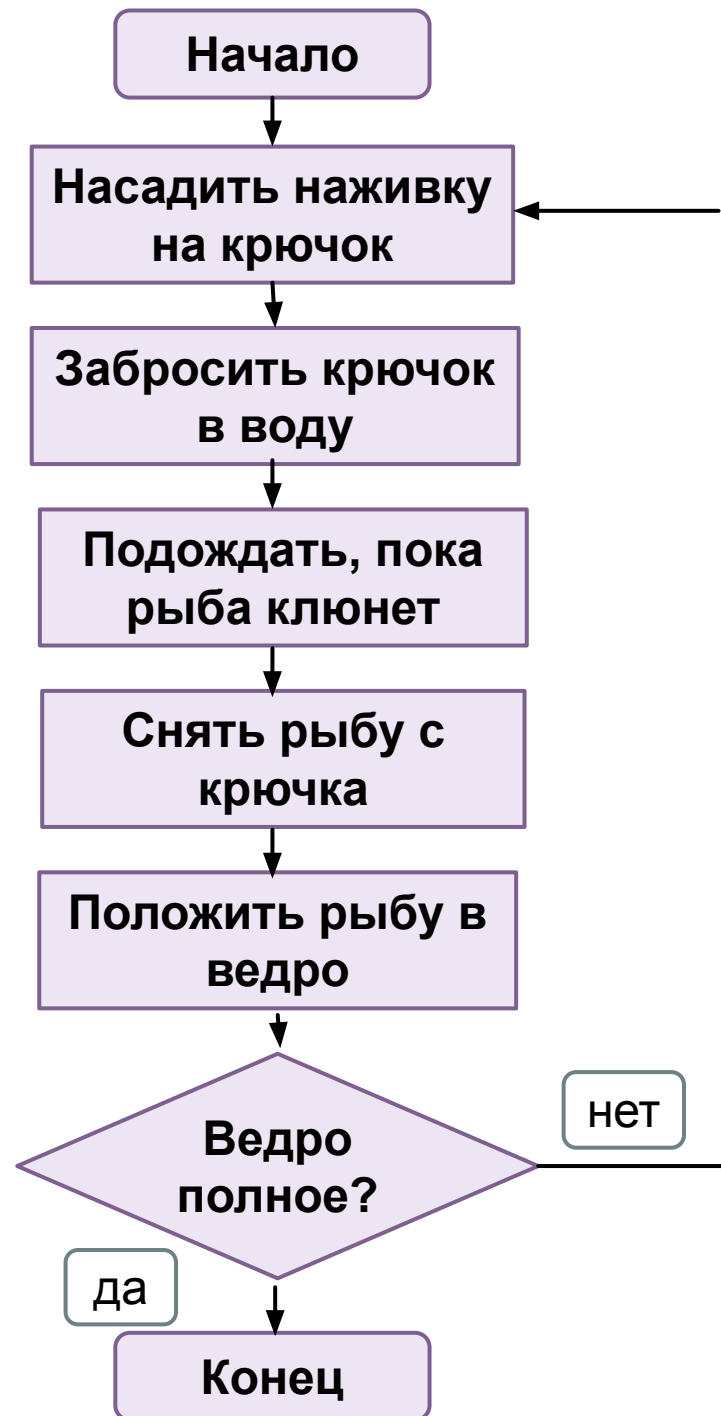 Начало
Насадить наживку
на крючок
Забросить крючок
в воду
Подождать, пока
рыба клюнет
Снять рыбу с
крючка
Положить рыбу в
ведро
Ведро
полное?
нет
да
Конец